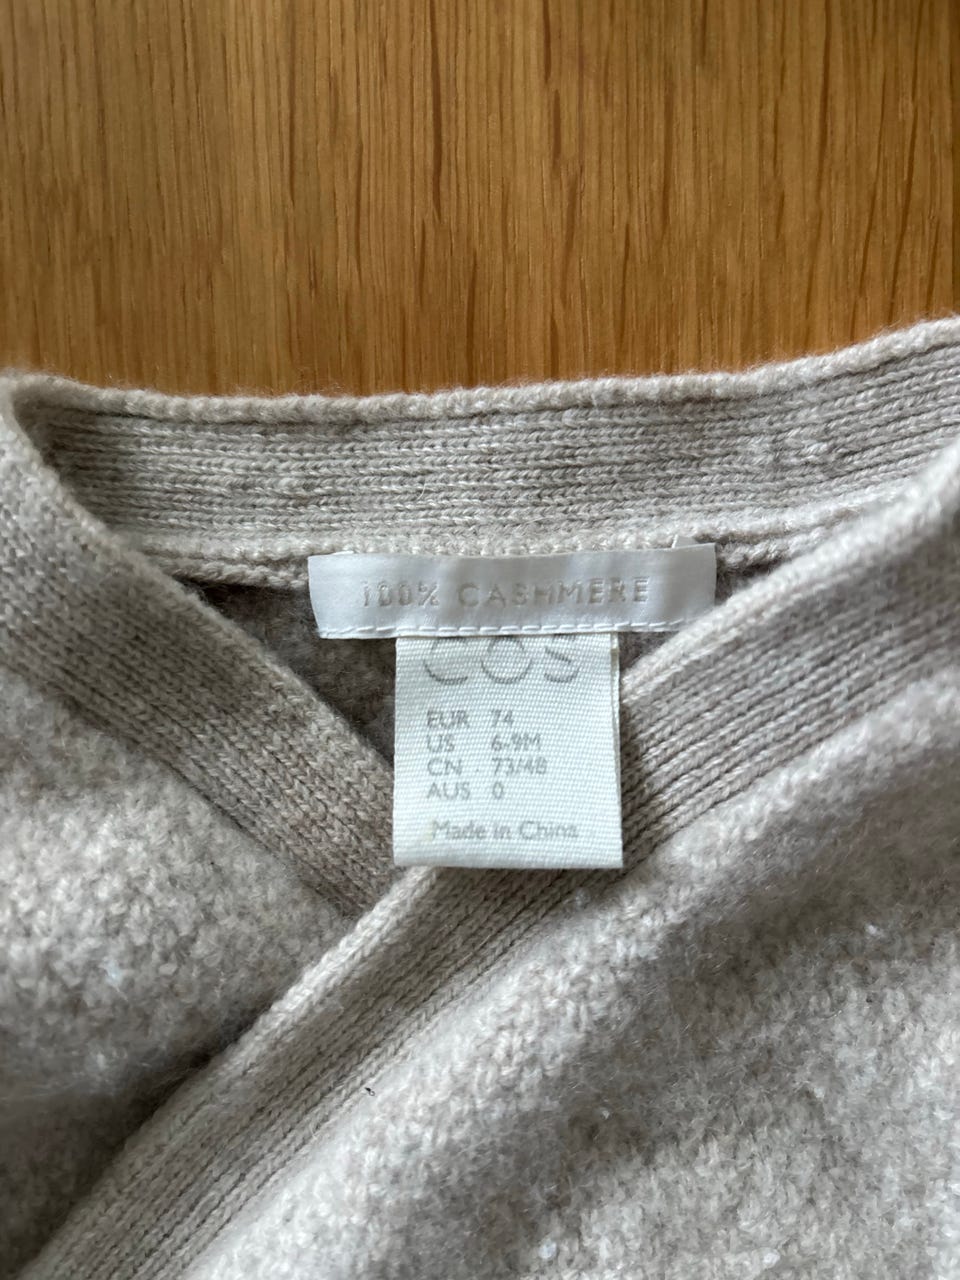 100% CASHMERE
COS
EUR 74
US 6-9M
CN 73/48
AUS 0
Made in China